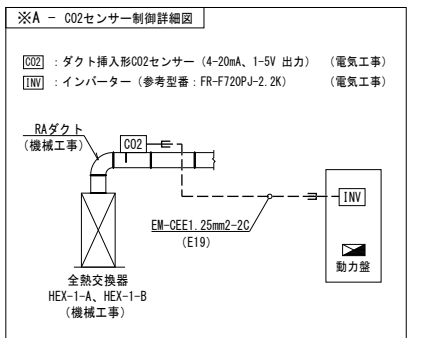 ※A － CO2センサー制御詳細図
CO2 ：ダクト挿入形CO2センサー（4-20mA、1-5V 出力） （電気工事）
INV ：インバーター（参考型番：FR-F720PJ-2.2K） （電気工事）
RAダクト
（機械工事）
CO2
INV
EM-CEE1.25mm2-2C
(E19)
動力盤
全熱交換器
HEX-1-A、HEX-1-B
（機械工事）